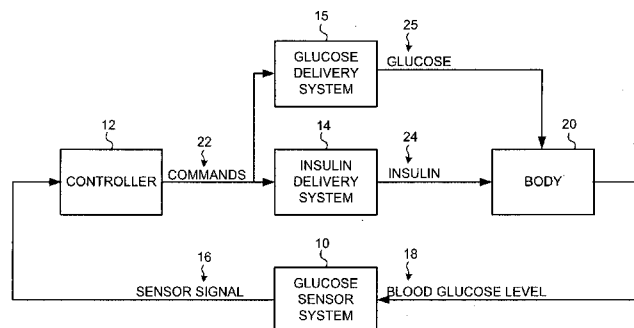 15
GLUCOSE
DELIVERY
SYSTEM
25
GLUCOSE
12
CONTROLLER
22
COMMANDS
14
INSULIN
DELIVERY
SYSTEM
24
INSULIN
20
BODY
16
SENSOR SIGNAL
10
GLUCOSE
SENSOR
SYSTEM
18
BLOOD GLUCOSE LEVEL